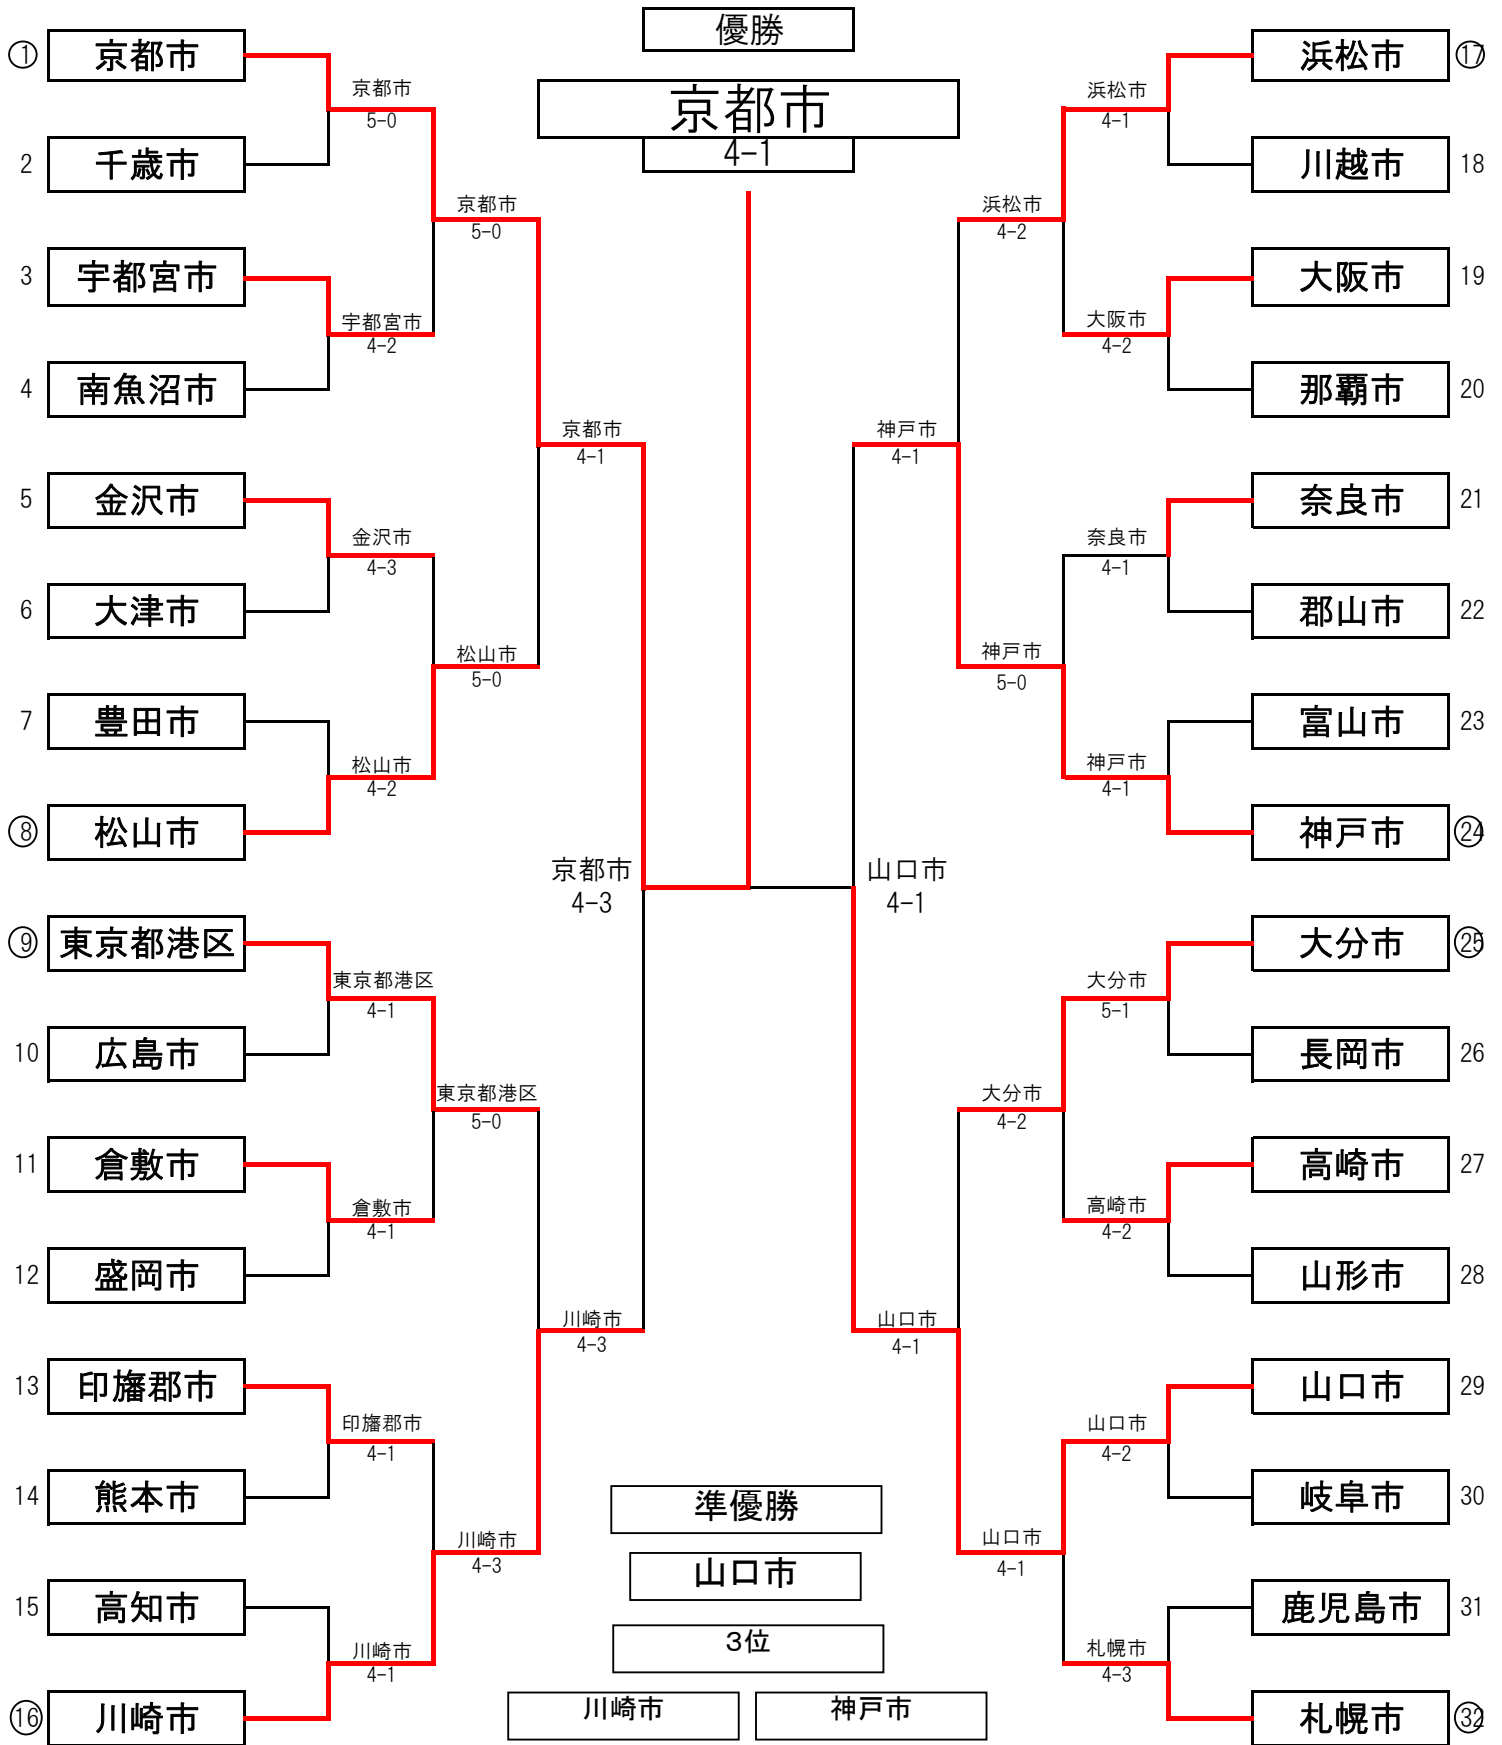 優勝
京都市
4-1
① 京都市
京都市
5-0
2 千歳市
京都市
5-0
3 宇都宮市
宇都宮市
4-2
4 南魚沼市
京都市
4-1
5 金沢市
金沢市
4-3
6 大津市
松山市
5-0
7 豊田市
松山市
4-2
⑧ 松山市
京都市
4-3
⑨ 東京都港区
東京都港区
4-1
10 広島市
東京都港区
5-0
11 倉敷市
倉敷市
4-1
12 盛岡市
川崎市
4-3
13 印旛郡市
印旛郡市
4-1
14 熊本市
川崎市
4-3
15 高知市
川崎市
4-1
⑯ 川崎市
浜松市 ⑰
浜松市
4-1
川越市 18
浜松市
4-2
大阪市 19
大阪市
4-2
那覇市 20
神戸市
4-1
奈良市 21
奈良市
4-1
郡山市 22
神戸市
5-0
富山市 23
神戸市
4-1
神戸市 ㉔
山口市
4-1
大分市 ㉕
大分市
5-1
長岡市 26
大分市
4-2
高崎市 27
高崎市
4-2
山形市 28
山口市
4-1
山口市 29
山口市
4-2
岐阜市 30
山口市
4-1
鹿児島市 31
札幌市
4-3
札幌市 ㉜
準優勝
山口市
3位
川崎市 神戸市